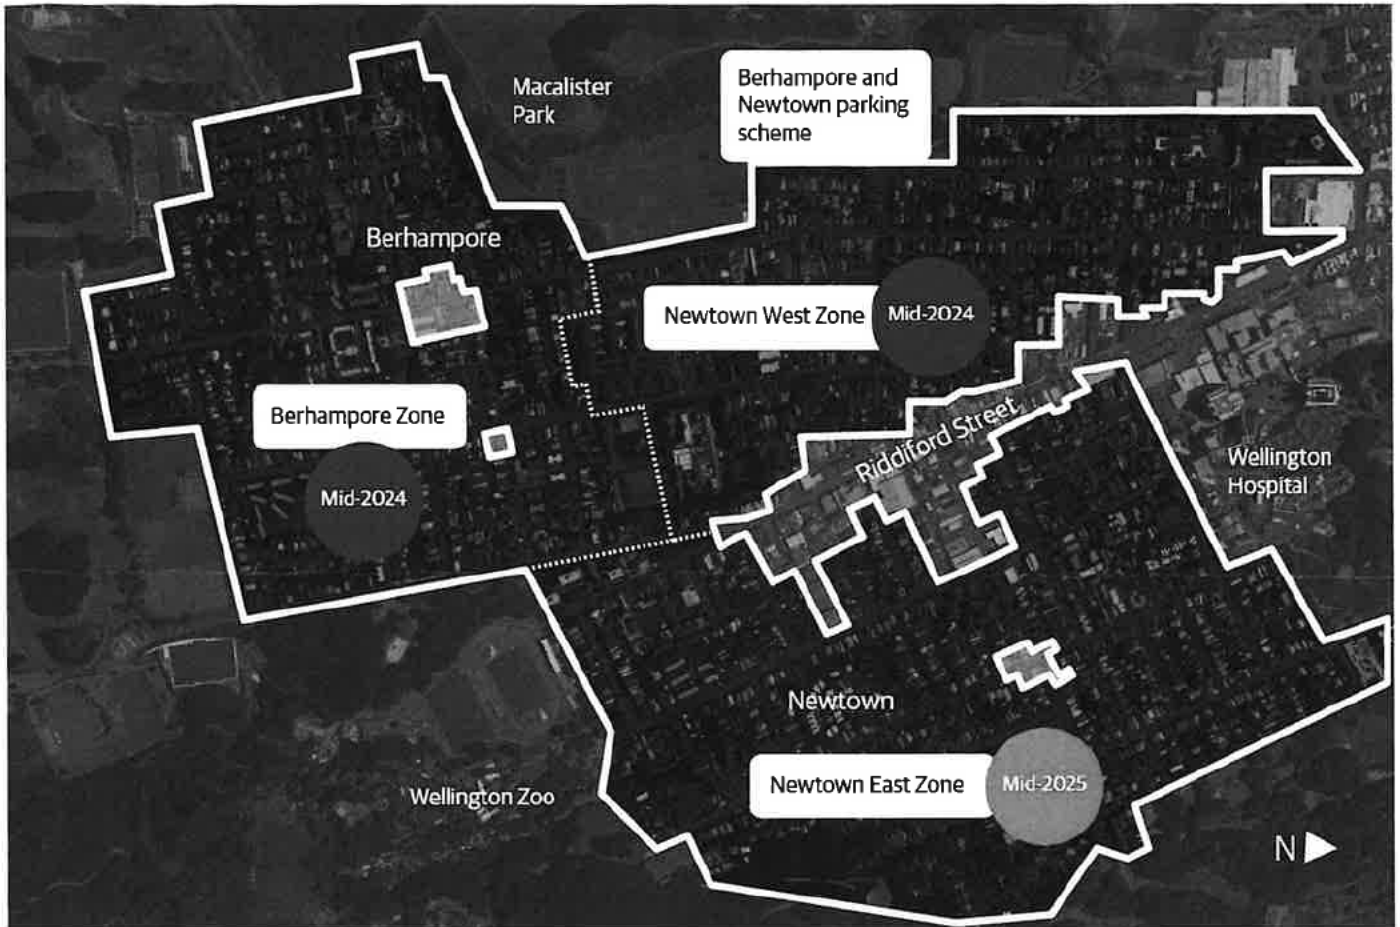 Macalister
Park
Berhampore and
Newtown parking
scheme
Berhampore
Newtown West Zone
Mid-2024
Berhampore Zone
Mid-2024
Riddiford Street
Wellington
Hospital
Newtown
Newtown East Zone
Mid-2025
Wellington Zoo
N